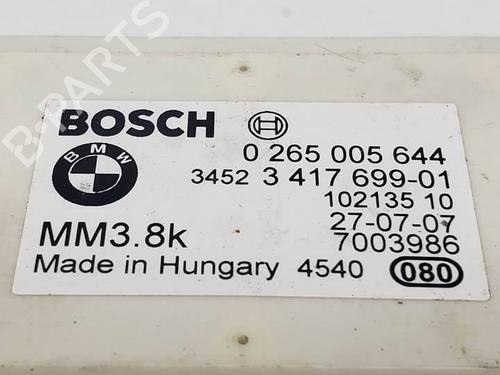 B-PARTS
BOSCH
BMW
0 265 005 644
3452 3 417 699-01
102135 10
27-07-07
MM3.8k 7003986
Made in Hungary 4540 080